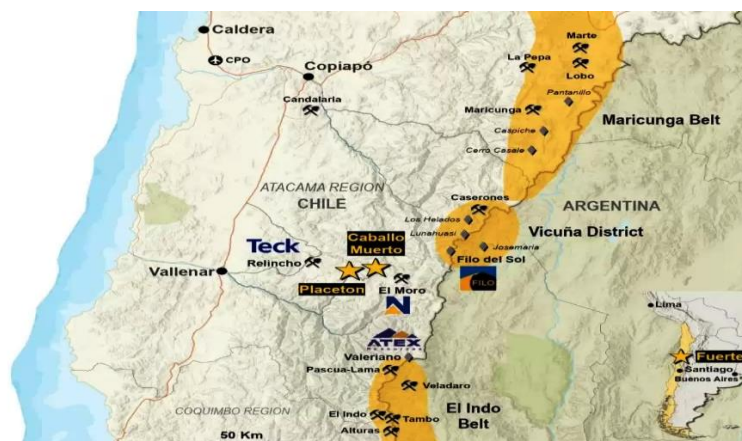 Caldera
CPO
Copiapó
Candalaria
La Pepa
Marte
Lobo
Pantanillo
Maricunga
Caspiche
Cerro Casale
Maricunga Belt
ATACAMA REGION
CHILE
ARGENTINA
Caserones
Los Helados
Lunahuasi
Josemaria
Filo del Sol
Vicuña District
FILO
Teck
Relincho
Caballo
Muerto
Placeton
El Moro
N
Vallenar
ATEX
Valeriano
Pascua-Lama
Veladaro
COQUIMBO REGION
El Indo
Tambo
Alturas
El Indo
Belt
50 Km
Lima
Fuerte
Santiago
Buenos Aires